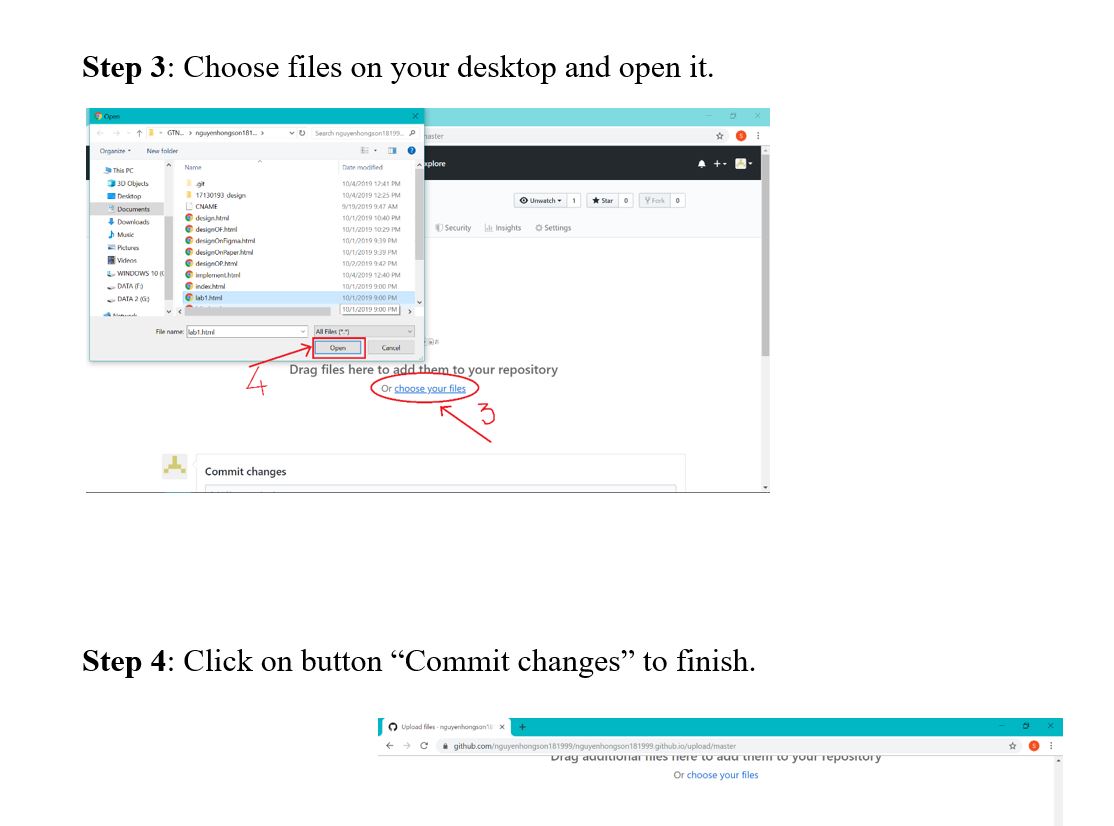 Step 3: Choose files on your desktop and open it.
Open
GTN... > nguyenhongson181... >
Search nguyenhongson18199...
master
Organize
New folder
xplore
This PC
3D Objects
Desktop
Documents
Downloads
Music
Pictures
Videos
WINDOWS 10 (
DATA (F:)
DATA 2 (G:)
Network
Name
Date modified
.git 10/4/2019 12:41 PM
17130193_design 10/4/2019 12:25 PM
CNAME 9/19/2019 9:47 AM
design.html 10/1/2019 10:40 PM
designOF.html 10/1/2019 10:29 PM
designOnFigma.html 10/1/2019 9:39 PM
designOnPaper.html 10/1/2019 9:39 PM
designOP.html 10/2/2019 9:42 PM
implement.html 10/4/2019 12:40 PM
index.html 10/1/2019 9:00 PM
lab1.html 10/1/2019 9:00 PM
10/1/2019 9:00 PM
File name: lab1.html
All Files (*.*)
Open
Cancel
Unwatch 1
Star 0
Fork 0
Security
Insights
Settings
4
Drag files here to add them to your repository
Or choose your files
3
Commit changes
Step 4: Click on button “Commit changes” to finish.
Upload files - nguyenhongson18
github.com/nguyenhongson181999/nguyenhongson181999.github.io/upload/master
S
Drag additional files here to add them to your repository
Or choose your files